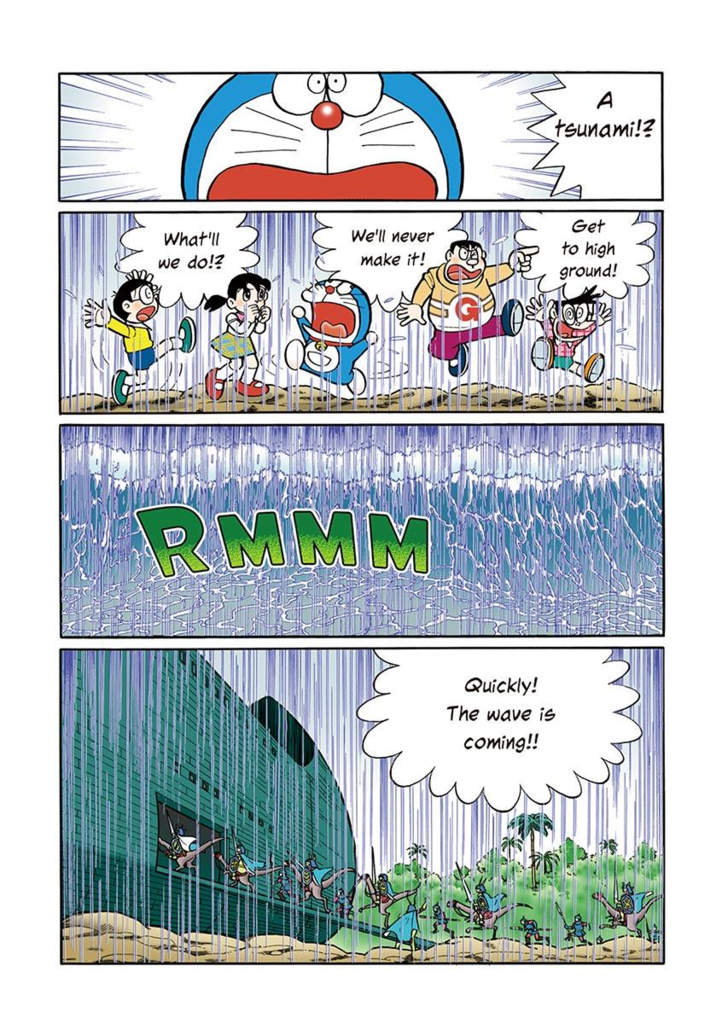 A
tsunami!?
What'll
we do!?
We'll never
make it!
G
Get
to high
ground!
RMMM
Quickly!
The wave is
coming!!